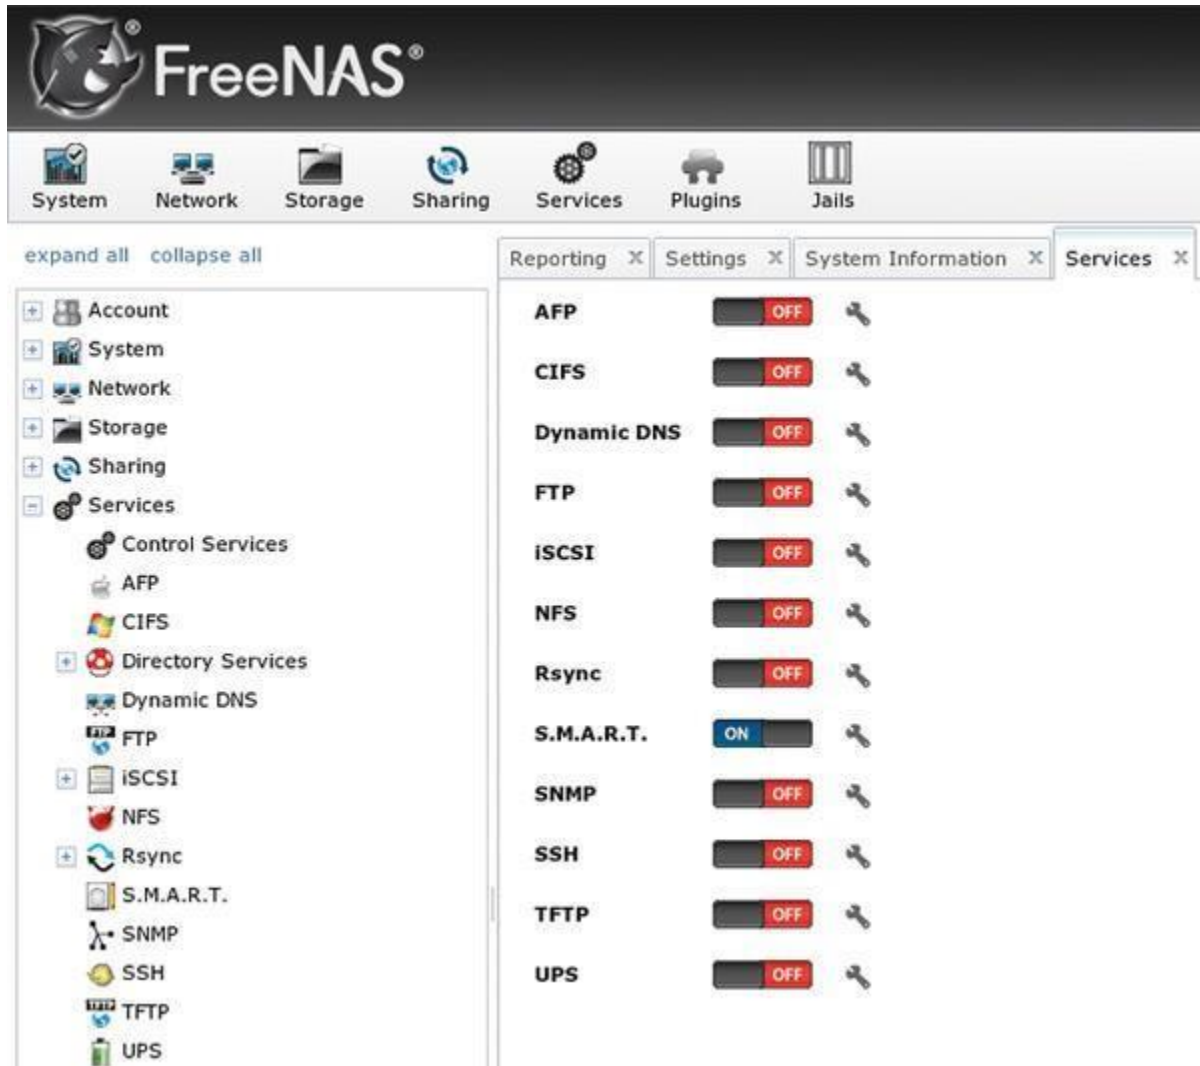 FreeNAS®
System Network Storage Sharing Services Plugins Jails
expand all collapse all
Reporting X Settings X System Information X Services X
Account
System
Network
Storage
Sharing
Services
Control Services
AFP
CIFS
Directory Services
Dynamic DNS
FTP
iSCSI
NFS
Rsync
S.M.A.R.T.
SNMP
SSH
TFTP
UPS
AFP OFF
CIFS OFF
Dynamic DNS OFF
FTP OFF
iSCSI OFF
NFS OFF
Rsync OFF
S.M.A.R.T. ON
SNMP OFF
SSH OFF
TFTP OFF
UPS OFF